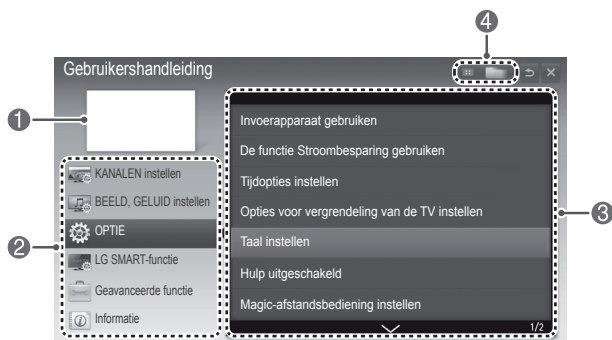 4
Gebruikershandleiding
1
KANALEN instellen
BEELD, GELUID instellen
OPTIE
LG SMART-functie
Geavanceerde functie
Informatie
2
Invoerapparaat gebruiken
De functie Stroombesparing gebruiken
Tijdopties instellen
Opties voor vergrendeling van de TV instellen
Taal instellen
Hulp uitgeschakeld
Magic-afstandsbediening instellen
1/2
3